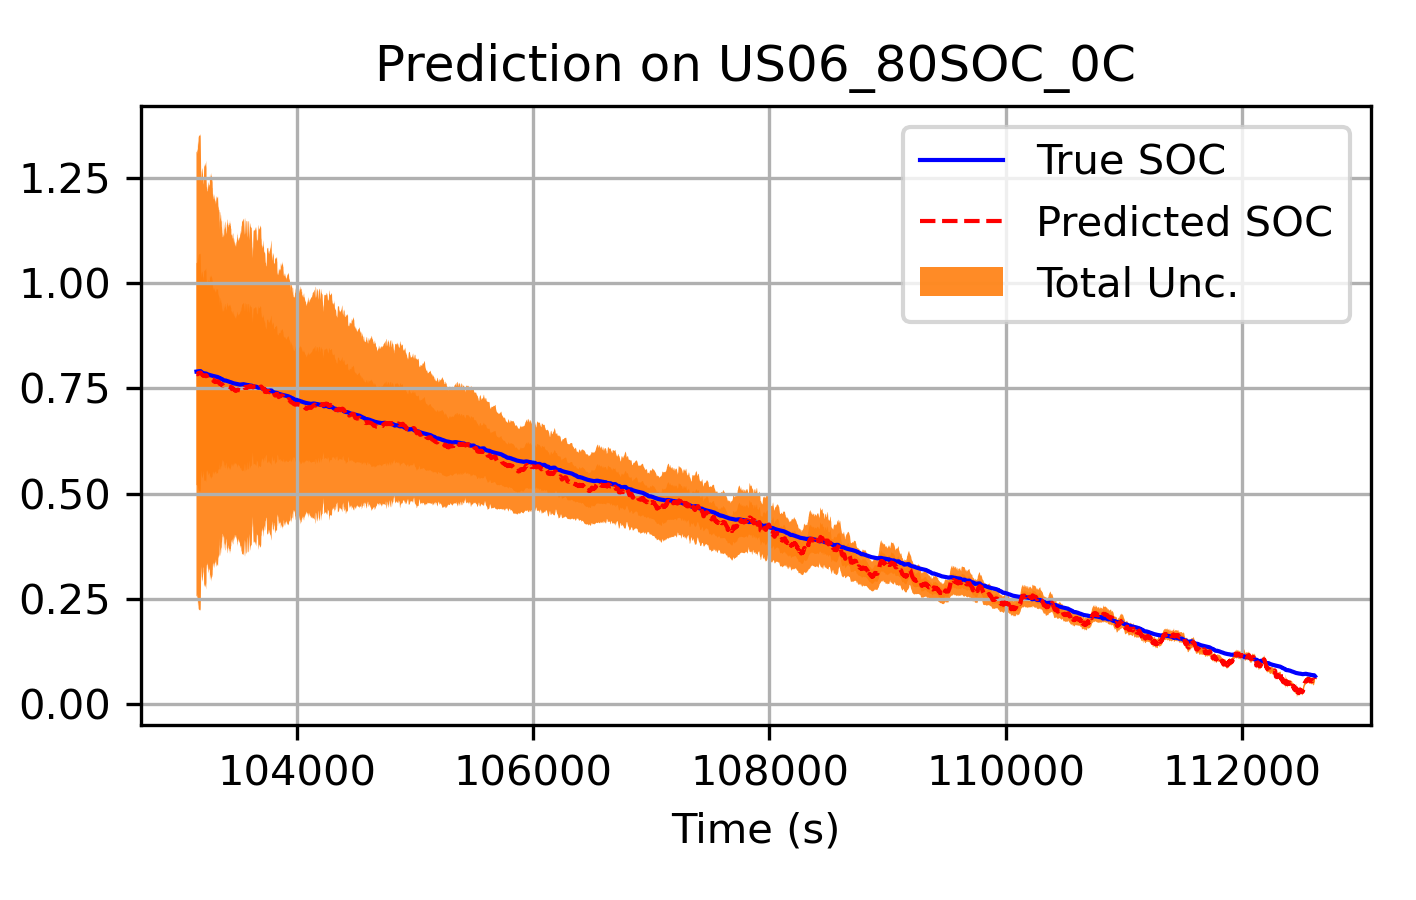 Prediction on US06_80SOC_0C
True SOC
Predicted SOC
Total Unc.
1.25
1.00
0.75
0.50
0.25
0.00
104000 106000 108000 110000 112000
Time (s)